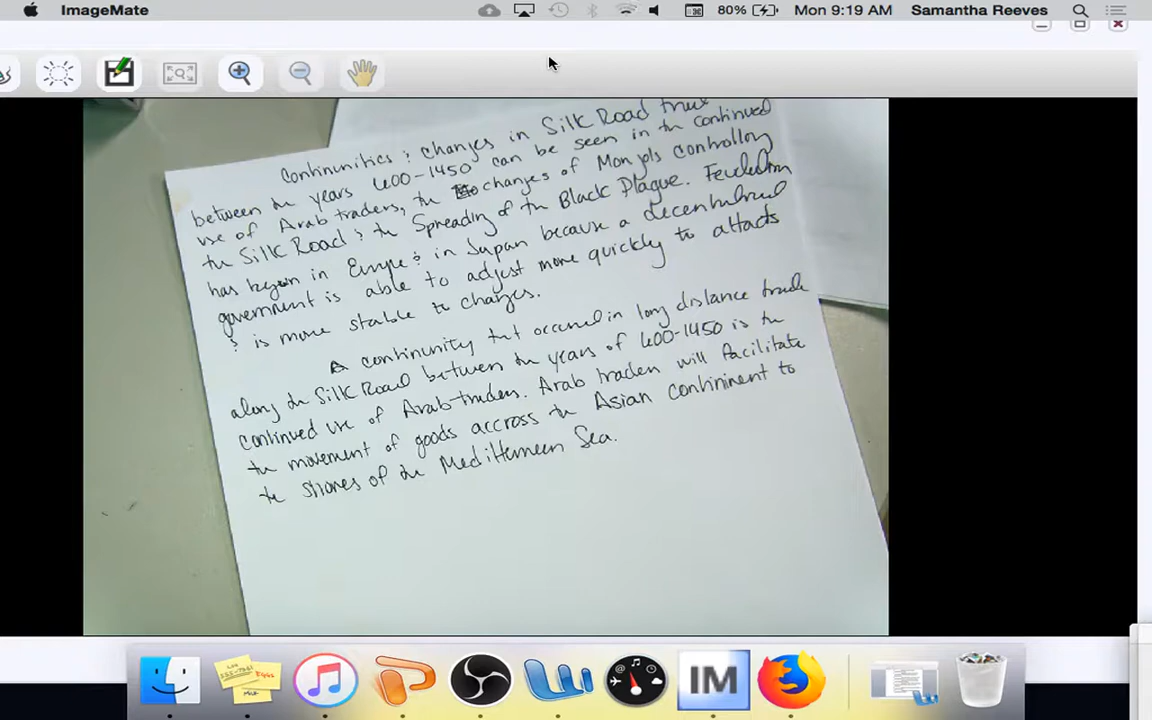 ImageMate 80% Mon 9:19 AM Samantha Reeves
Continuities & changes in Silk Road trade
between the years 600-1450 can be seen in the continued
use of Arab traders, the changes of Mongols controlling
the Silk Road & the Spreading of the Black Plague. Feudalism
has began in Europe & in Japan because a decentralized
government is able to adjust more quickly to attacks
& is more stable to changes.
A continunity that occured in long distance trade
along the Silk Road between the years of 600-1450 is the
continued use of Arab-traders. Arab traders will facilitate
the movement of goods accross the Asian continent to
the shores of the Mediterranean Sea.
IM